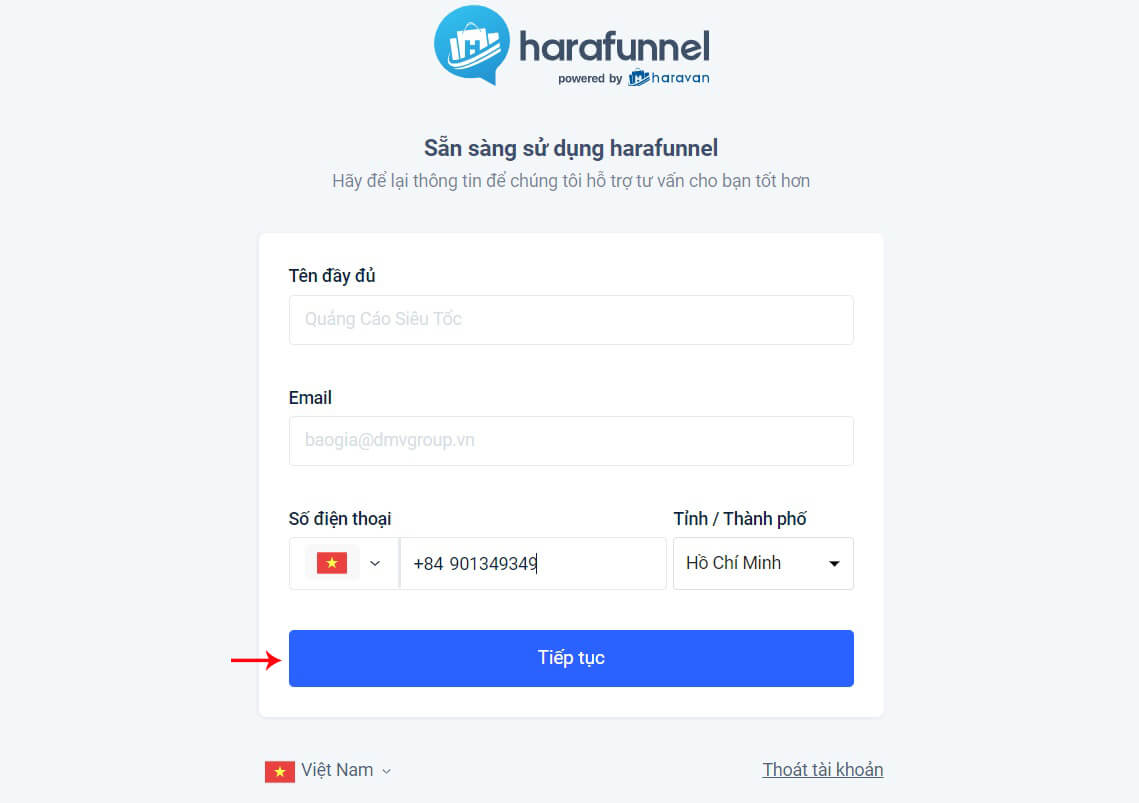 harafunnel
powered by haravan
Sẵn sàng sử dụng harafunnel
Hãy để lại thông tin để chúng tôi hỗ trợ tư vấn cho bạn tốt hơn
Tên đầy đủ
Quảng Cáo Siêu Tốc
Email
baogia@dmvgroup.vn
Số điện thoại
Tỉnh / Thành phố
+84 901349349
Hồ Chí Minh
Tiếp tục
Việt Nam
Thoát tài khoản